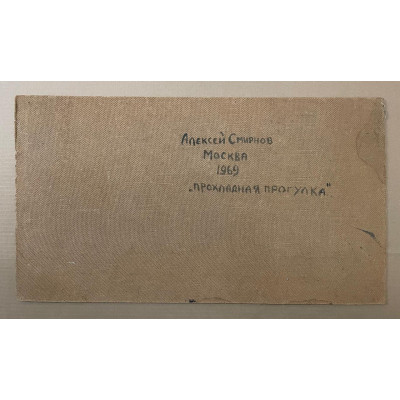 Алексей Смирнов
Москва
1969
„Прохладная прогулка."